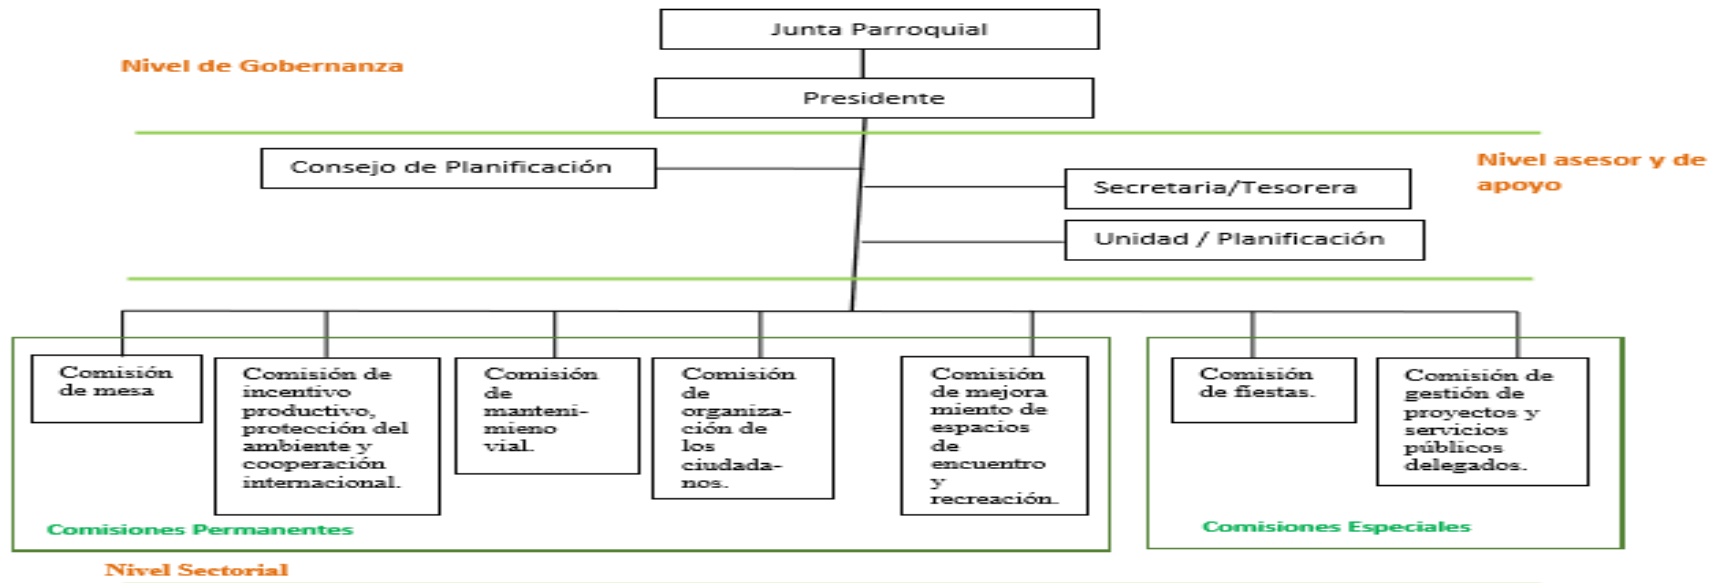 Junta Parroquial
Nivel de Gobernanza
Presidente
Consejo de Planificación
Nivel asesor y de
apoyo
Secretaria/Tesorera
Unidad / Planificación
Comisión
de mesa
Comisión de
incentivo
productivo,
protección del
ambiente y
cooperación
internacional.
Comisión
de
manteni-
mieno
vial.
Comisión
de
organiza-
ción de
los
ciudada-
nos.
Comisión
de mejora
miento de
espacios
de
encuentro
y
recreación.
Comisión
de fiestas.
Comisión de
gestión de
proyectos y
servicios
públicos
delegados.
Comisiones Permanentes
Comisiones Especiales
Nivel Sectorial